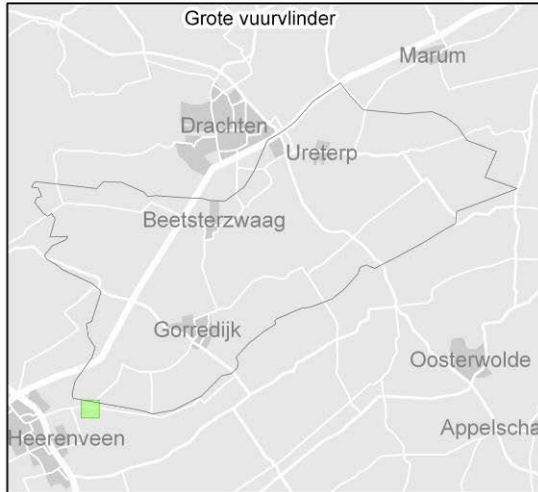 Grote vuurvlinder
Marum
Drachten
Ureterp
Beetsterzwaag
Gorredijk
Oosterwolde
Appelscha
Heerenveen